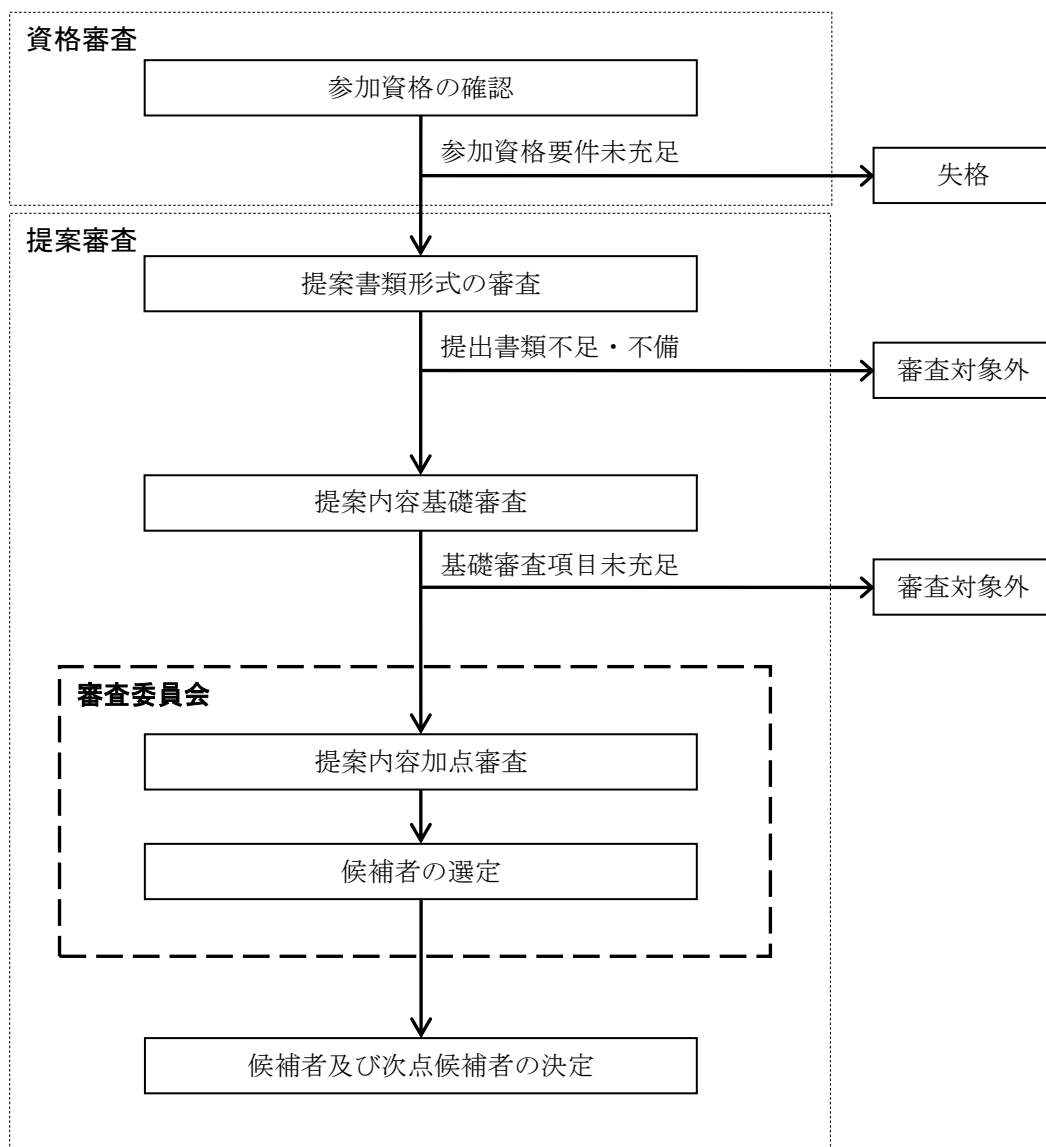 資格審査
参加資格の確認
参加資格要件未充足
失格
提案審査
提案書類形式の審査
提出書類不足・不備
審査対象外
提案内容基礎審査
基礎審査項目未充足
審査対象外
審査委員会
提案内容加点審査
候補者の選定
候補者及び次点候補者の決定